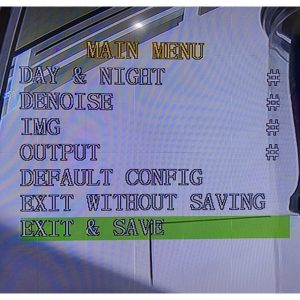 MAIN MENU
DAY & NIGHT #
DENOISE #
IMG #
OUTPUT #
DEFAULT CONFIG
EXIT WITHOUT SAVING
EXIT & SAVE